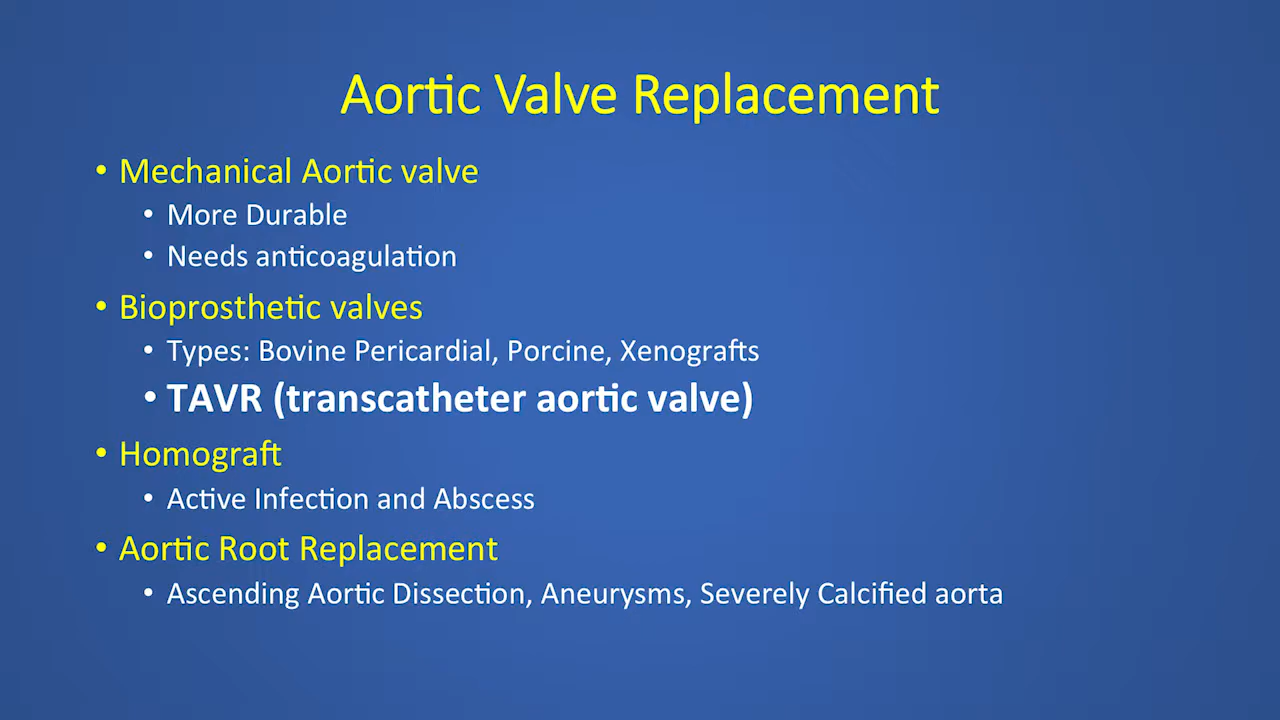 Aortic Valve Replacement
• Mechanical Aortic valve
• More Durable
• Needs anticoagulation
• Bioprosthetic valves
• Types: Bovine Pericardial, Porcine, Xenografts
• TAVR (transcatheter aortic valve)
• Homograft
• Active Infection and Abscess
• Aortic Root Replacement
• Ascending Aortic Dissection, Aneurysms, Severely Calcified aorta